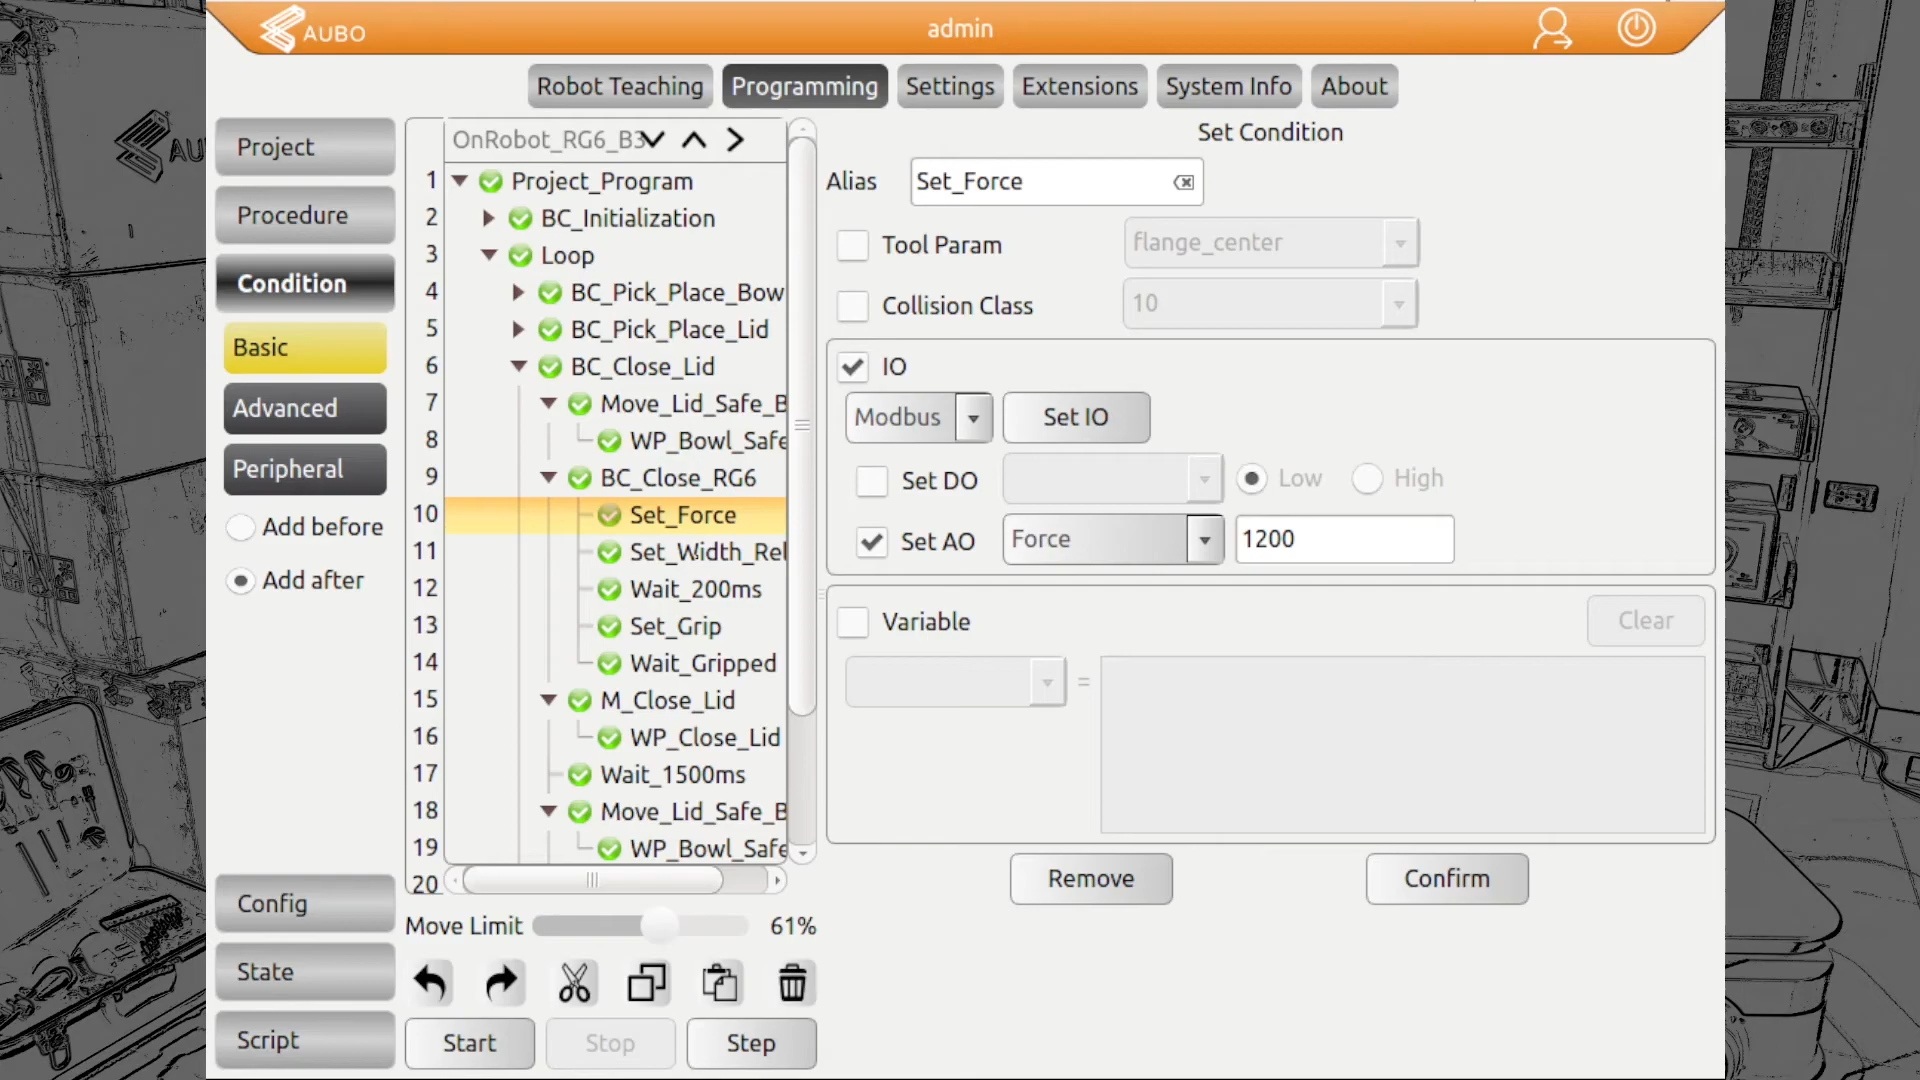 AUBO
admin
Robot Teaching
Programming
Settings
Extensions
System Info
About
Project
Procedure
Condition
Basic
Advanced
Peripheral
Add before
Add after
Config
State
Script
OnRobot_RG6_B3
1 Project_Program
2 BC_Initialization
3 Loop
4 BC_Pick_Place_Bow
5 BC_Pick_Place_Lid
6 BC_Close_Lid
7 Move_Lid_Safe_B
8 WP_Bowl_Safe
9 BC_Close_RG6
10 Set_Force
11 Set_Width_Rel
12 Wait_200ms
13 Set_Grip
14 Wait_Gripped
15 M_Close_Lid
16 WP_Close_Lid
17 Wait_1500ms
18 Move_Lid_Safe_B
19 WP_Bowl_Safe
20
Move Limit 61%
Start
Stop
Step
Set Condition
Alias Set_Force
Tool Param flange_center
Collision Class 10
IO
Modbus Set IO
Set DO Low High
Set AO Force 1200
Variable Clear
=
Remove
Confirm
AU